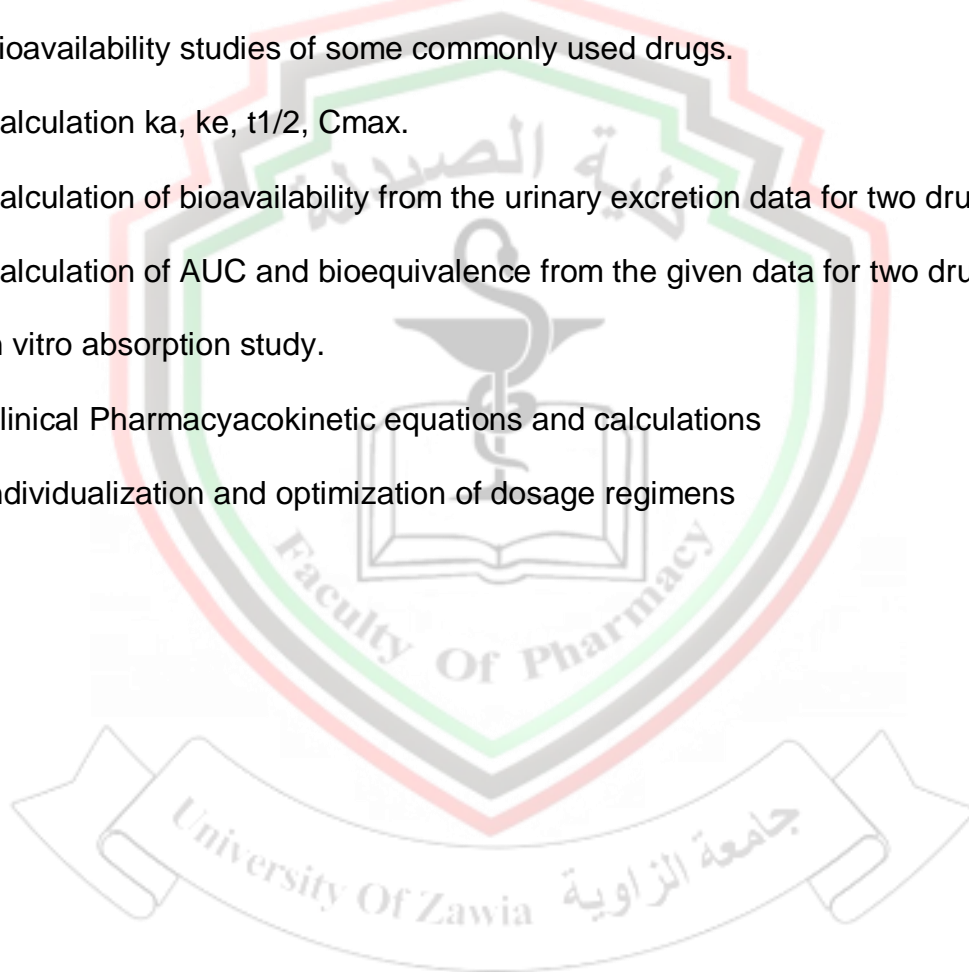 ioavailability studies of some commonly used drugs.
alculation ka, ke, t1/2, Cmax.
كلية الصيدلة
alculation of bioavailability from the urinary excretion data for two dru
alculation of AUC and bioequivalence from the given data for two dru
n vitro absorption study.
linical Pharmacyacokinetic equations and calculations
ndividualization and optimization of dosage regimens
Faculty Of Pharmacy
University Of Zawia جامعة الزاوية